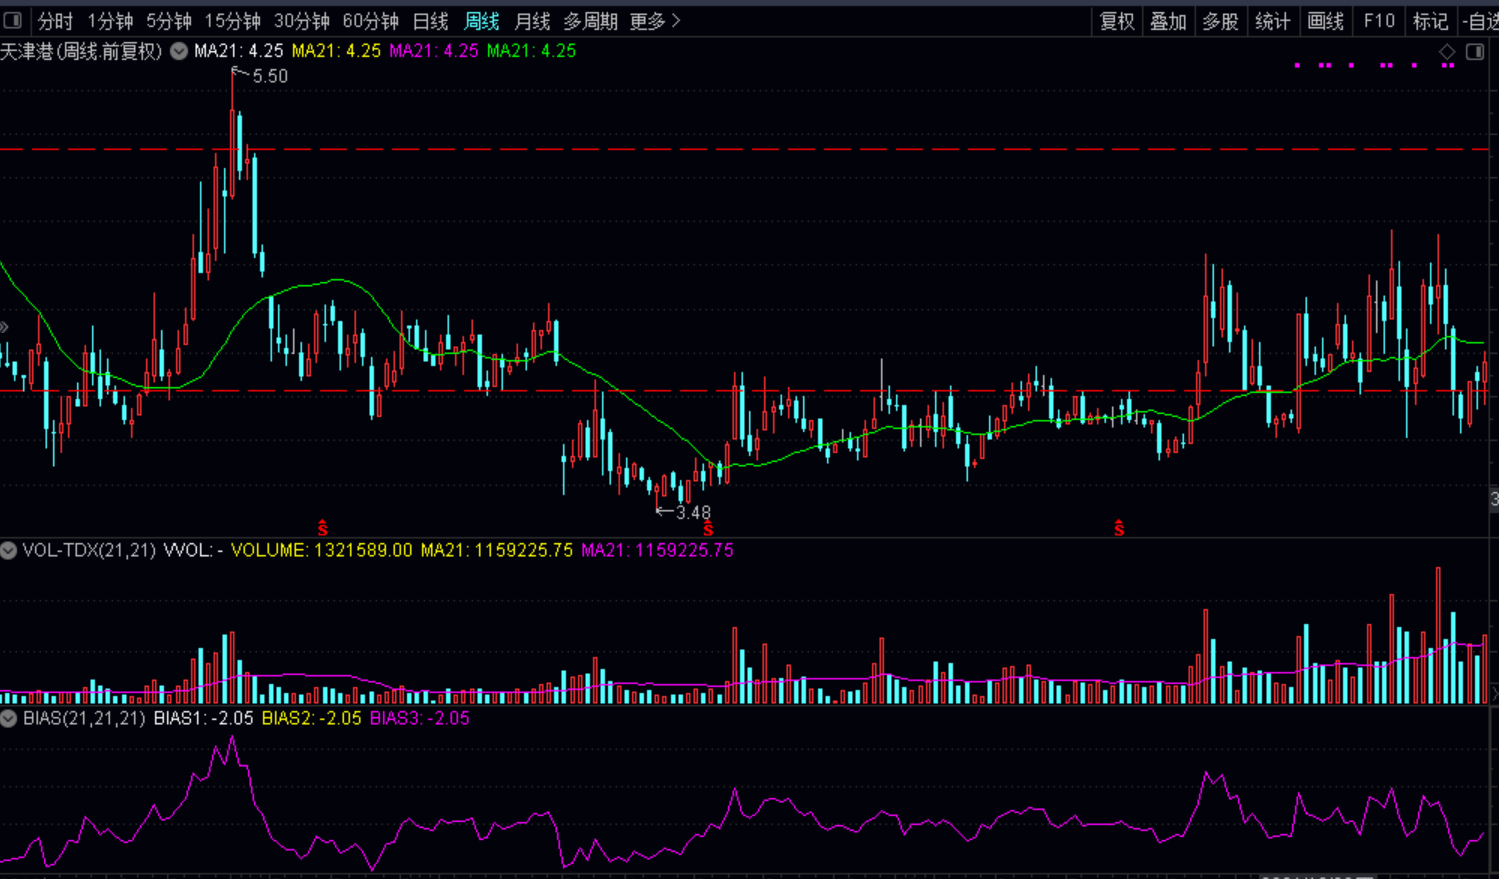 分时 1分钟 5分钟 15分钟 30分钟 60分钟 日线 周线 月线 多周期 更多 复权 叠加 多股 统计 画线 F10 标记 -自选
天津港(周线.前复权) MA21: 4.25 MA21: 4.25 MA21: 4.25 MA21: 4.25
5.50
3.48
3
S S S
VOL-TDX(21,21) VVOL: - VOLUME: 1321589.00 MA21: 1159225.75 MA21: 1159225.75
BIAS(21,21,21) BIAS1: -2.05 BIAS2: -2.05 BIAS3: -2.05